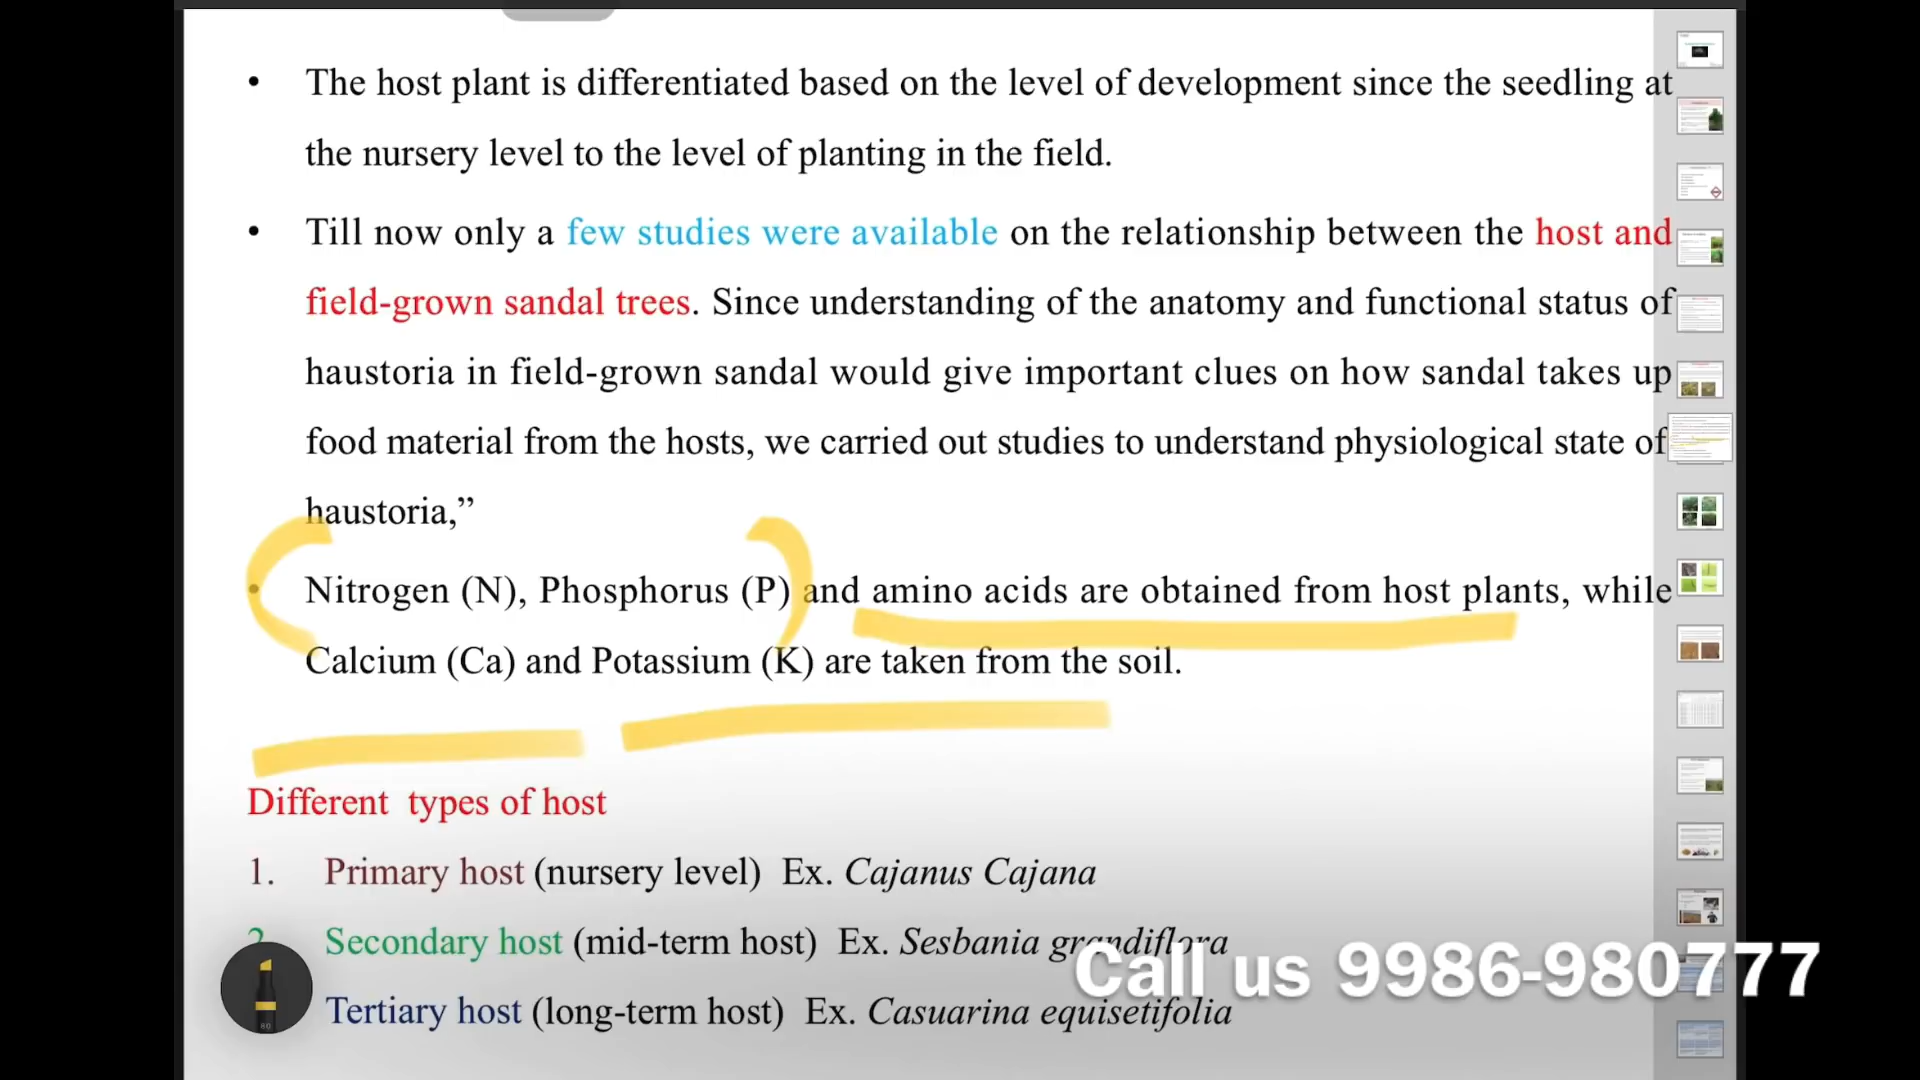 • The host plant is differentiated based on the level of development since the seedling at
the nursery level to the level of planting in the field.
• Till now only a few studies were available on the relationship between the host and
field-grown sandal trees. Since understanding of the anatomy and functional status of
haustoria in field-grown sandal would give important clues on how sandal takes up
food material from the hosts, we carried out studies to understand physiological state of
haustoria,”
• Nitrogen (N), Phosphorus (P) and amino acids are obtained from host plants, while
Calcium (Ca) and Potassium (K) are taken from the soil.
Different types of host
1. Primary host (nursery level) Ex. Cajanus Cajana
2. Secondary host (mid-term host) Ex. Sesbania grandiflora
Tertiary host (long-term host) Ex. Casuarina equisetifolia
Call us 9986-980777
80